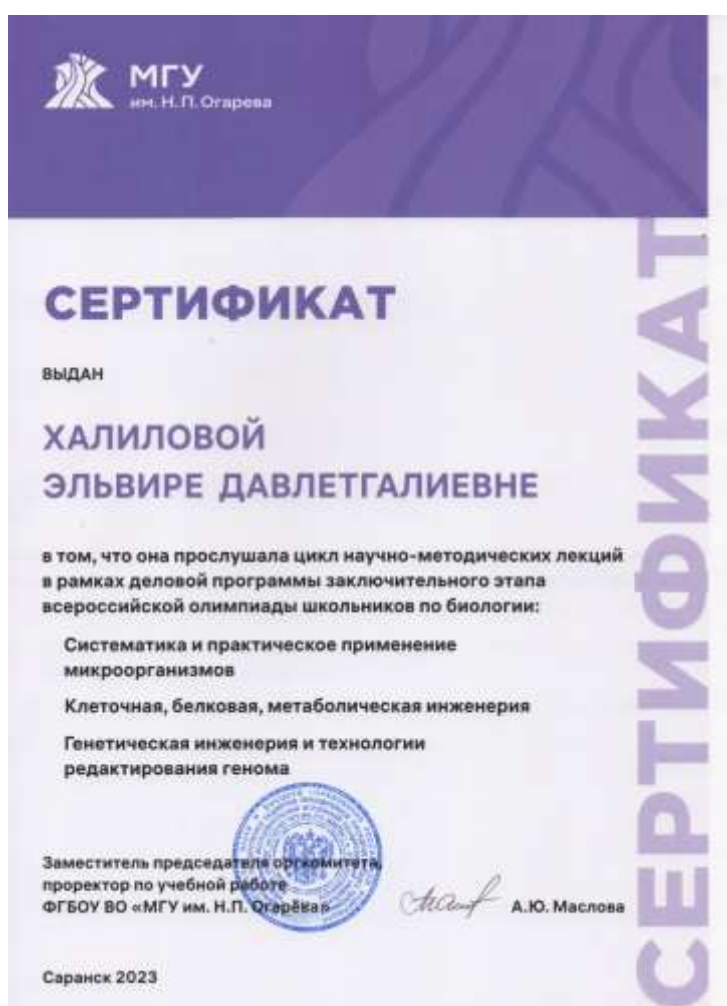 МГУ
им. Н. П. Огарева
СЕРТИФИКАТ
ВЫДАН
ХАЛИЛОВОЙ
ЭЛЬВИРЕ ДАВЛЕТГАЛИЕВНЕ
в том, что она прослушала цикл научно-методических лекций
в рамках деловой программы заключительного этапа
всероссийской олимпиады школьников по биологии:
Систематика и практическое применение
микроорганизмов
Клеточная, белковая, метаболическая инженерия
Генетическая инженерия и технологии
редактирования генома
Заместитель председателя оргкомитета,
проректор по учебной работе
ФГБОУ ВО «МГУ им. Н.П. Огарёва»
А.Ю. Маслова
Саранск 2023
СЕРТИФИКАТ